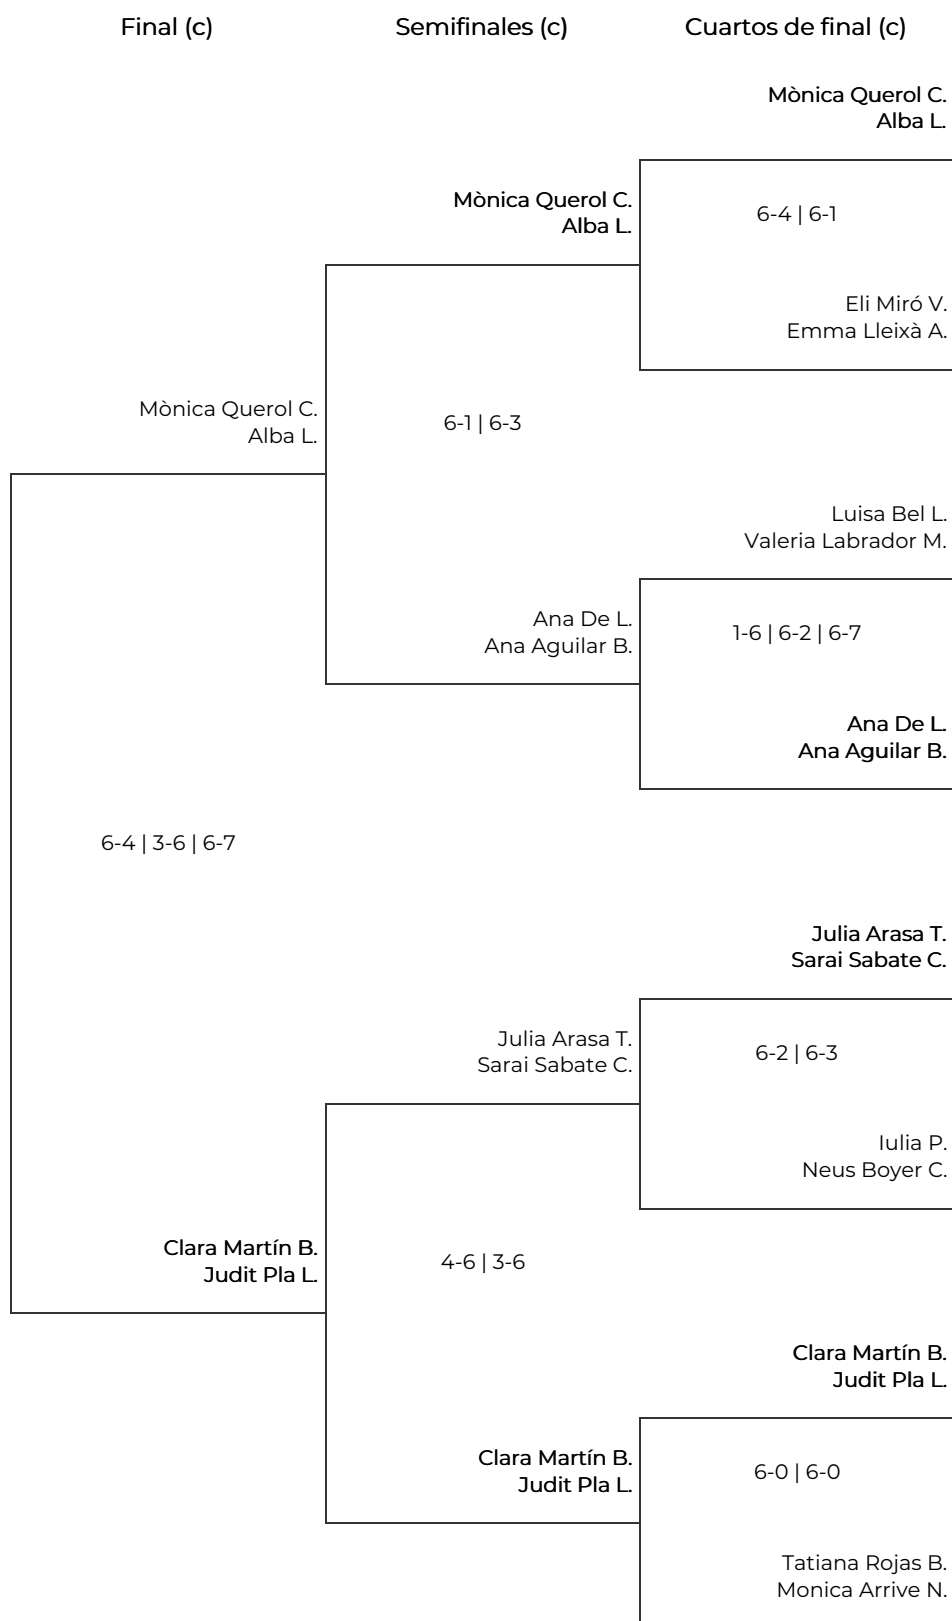 Final (c)
Semifinales (c)
Cuartos de final (c)
Mònica Querol C.
Alba L.
Mònica Querol C.
Alba L.
6-4 | 6-1
Eli Miró V.
Emma Lleixà A.
Mònica Querol C.
Alba L.
6-1 | 6-3
Luisa Bel L.
Valeria Labrador M.
Ana De L.
Ana Aguilar B.
1-6 | 6-2 | 6-7
Ana De L.
Ana Aguilar B.
6-4 | 3-6 | 6-7
Julia Arasa T.
Sarai Sabate C.
Julia Arasa T.
Sarai Sabate C.
6-2 | 6-3
Iulia P.
Neus Boyer C.
Clara Martín B.
Judit Pla L.
4-6 | 3-6
Clara Martín B.
Judit Pla L.
Clara Martín B.
Judit Pla L.
6-0 | 6-0
Tatiana Rojas B.
Monica Arrive N.